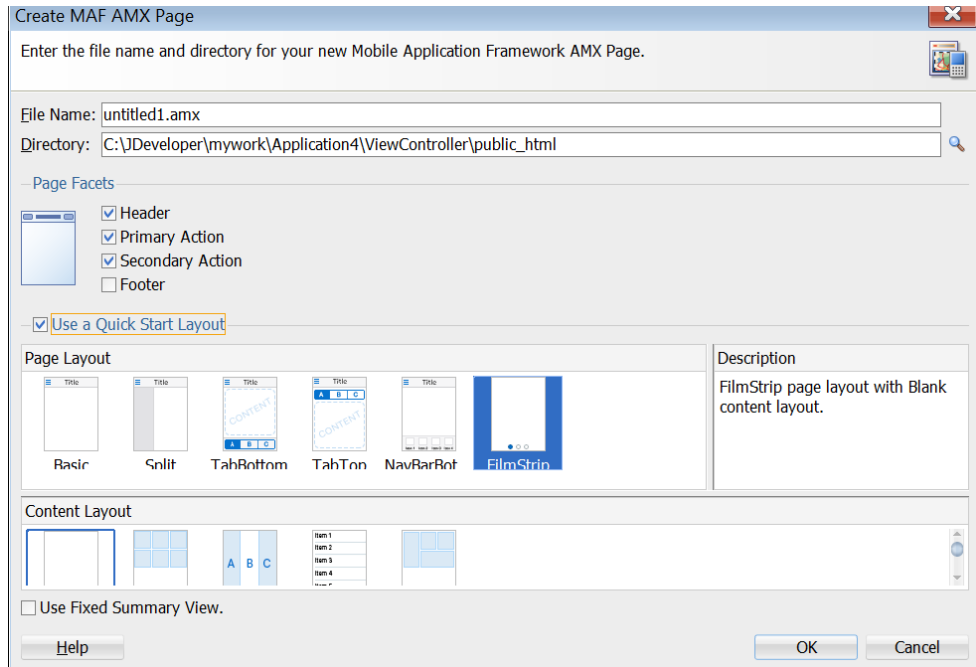 Create MAF AMX Page
Enter the file name and directory for your new Mobile Application Framework AMX Page.
File Name: untitled1.amx
Directory: C:\JDeveloper\mywork\Application4\ViewController\public_html
Page Facets
Header
Primary Action
Secondary Action
Footer
Use a Quick Start Layout
Page Layout
Title Title Title Title Title
A B C
CONTENT CONTENT
A B C
Basic Split TabBottom TabTop NavBarBot FilmStrip
Description
FilmStrip page layout with Blank
content layout.
Content Layout
A B C
Item 1
Item 2
Item 3
Item 4
Use Fixed Summary View.
Help OK Cancel